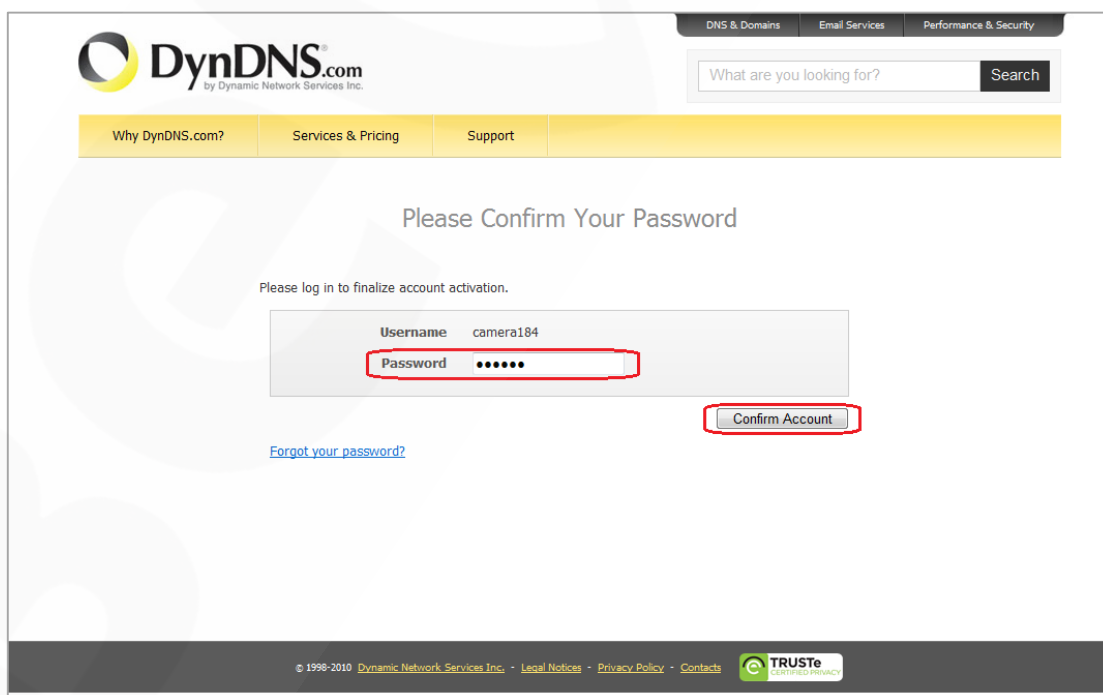 DNS & Domains Email Services Performance & Security
DynDNS.com
by Dynamic Network Services Inc.
What are you looking for? Search
Why DynDNS.com? Services & Pricing Support
Please Confirm Your Password
Please log in to finalize account activation.
Username camera184
Password ••••••
Confirm Account
Forgot your password?
© 1998-2010 Dynamic Network Services Inc. - Legal Notices - Privacy Policy - Contacts
TRUSTe
CERTIFIED PRIVACY